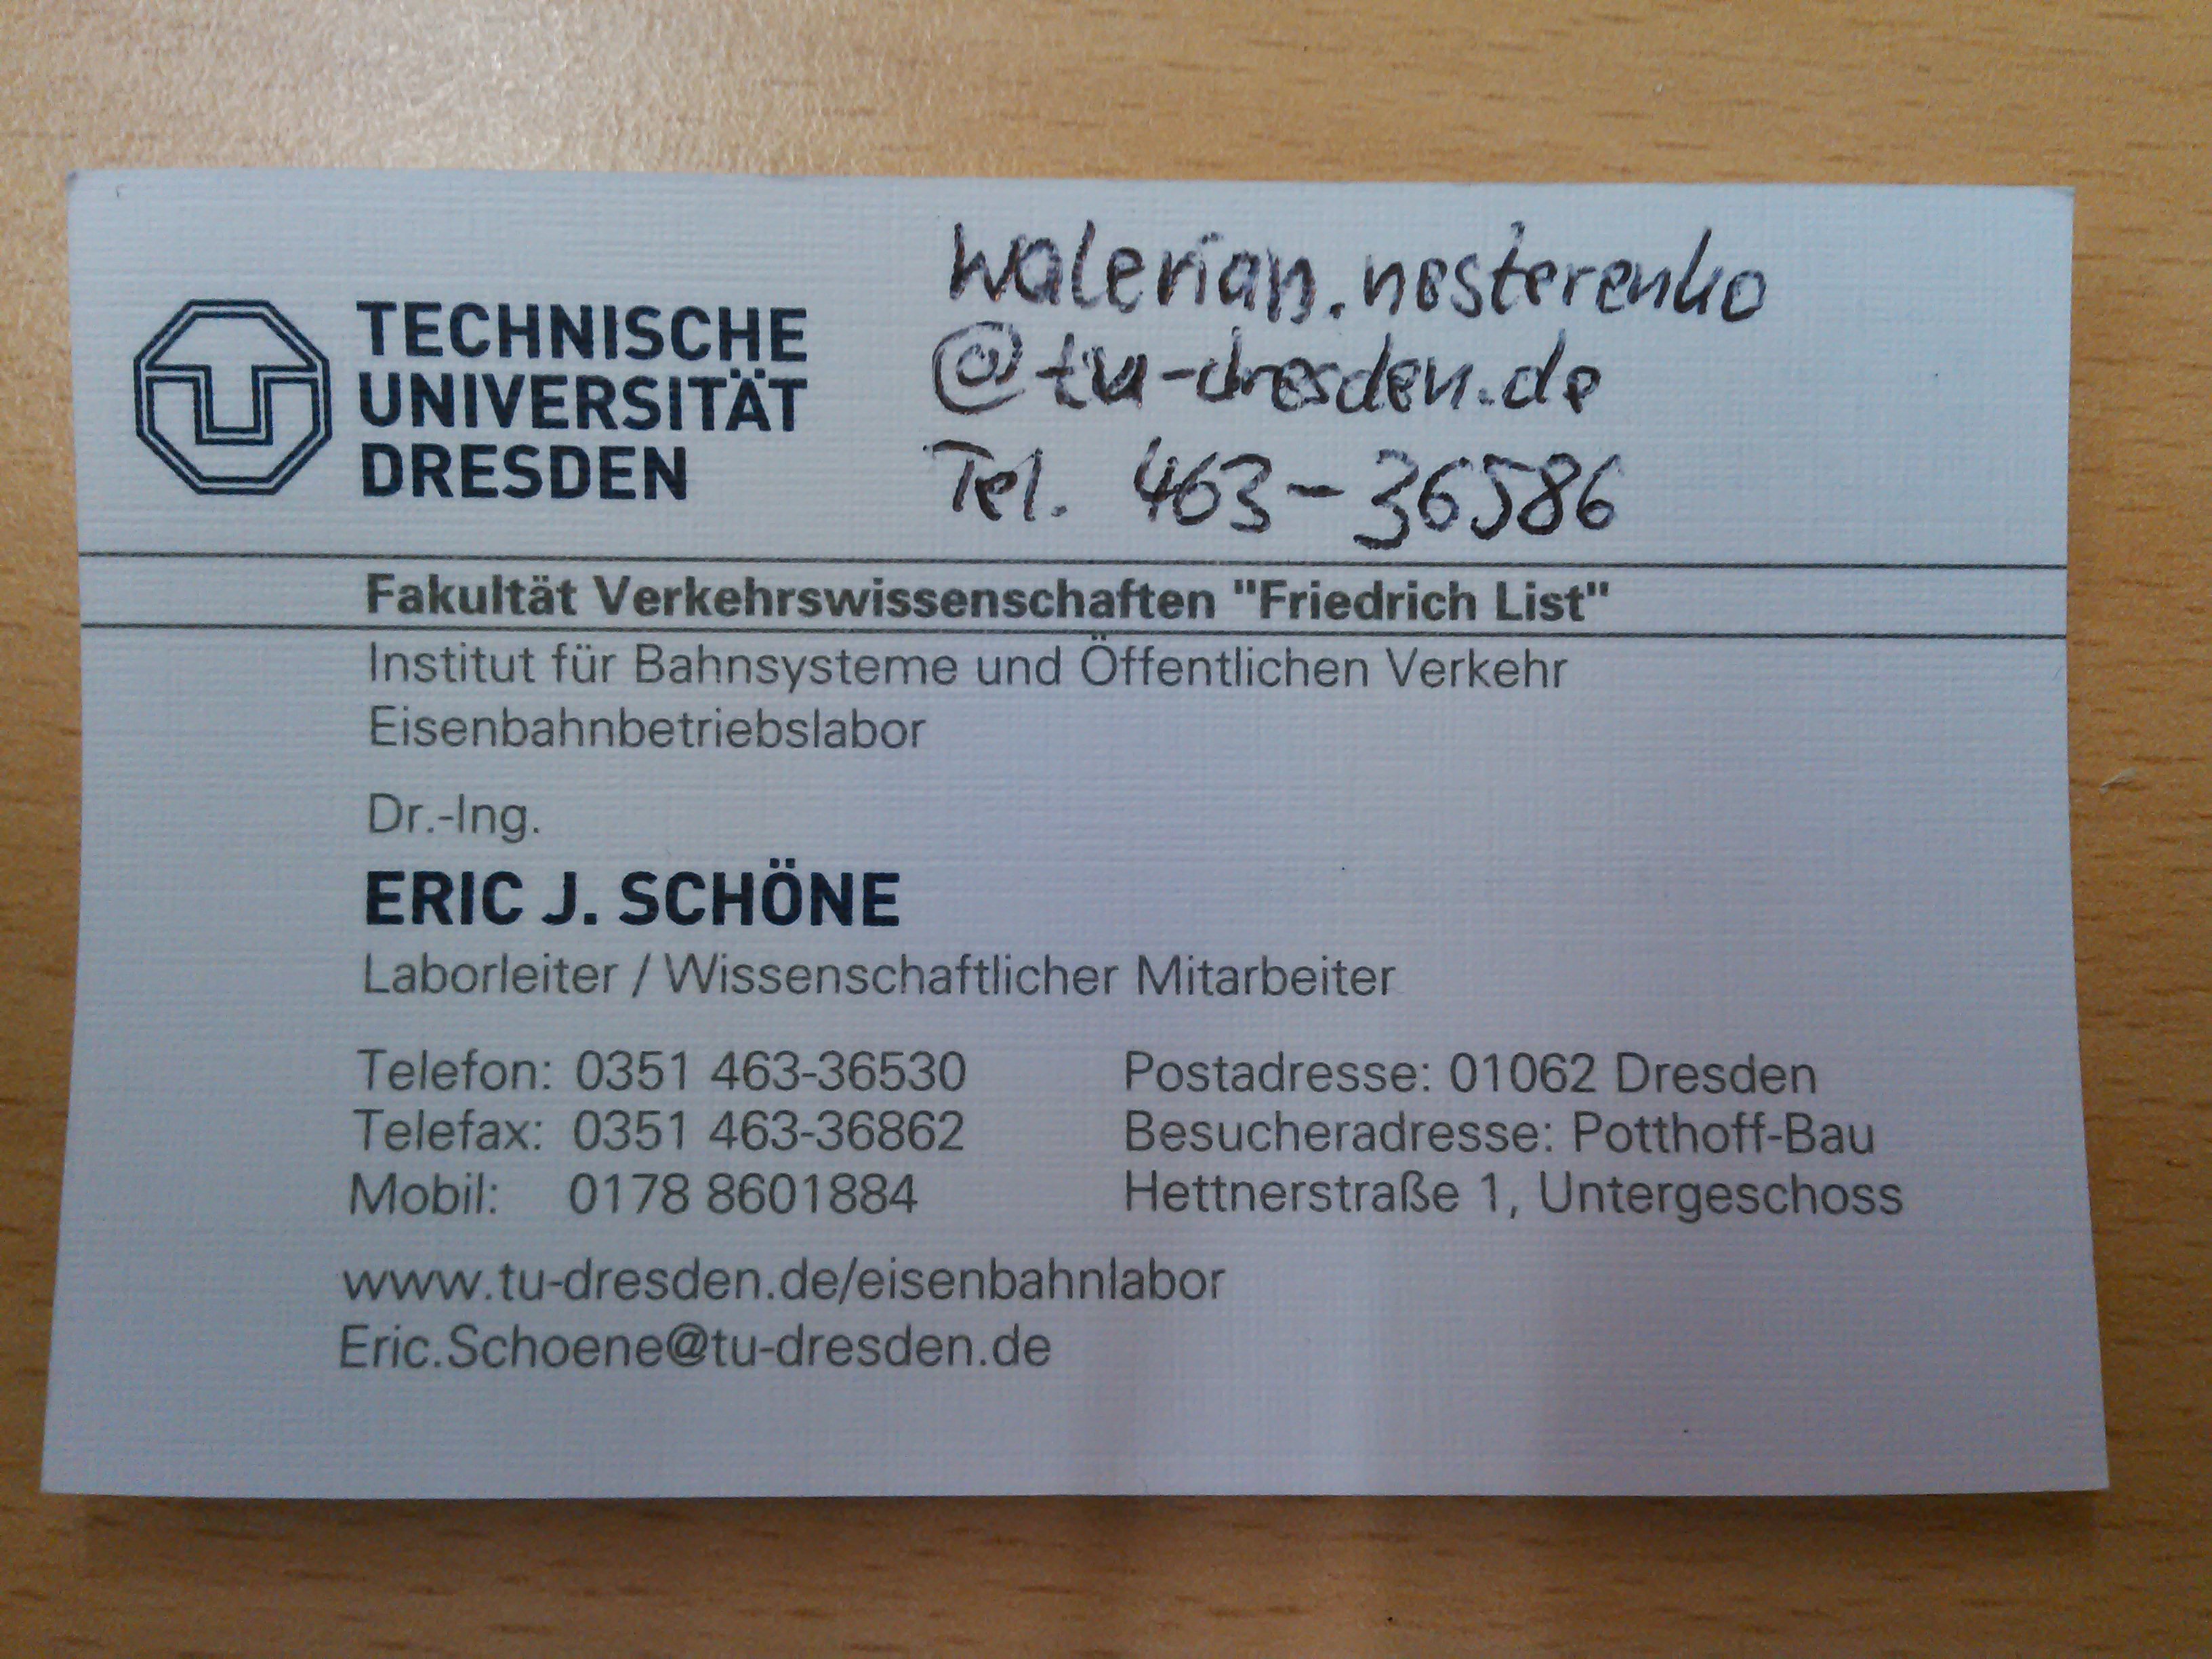 walerian.nesterenko
@tu-dresden.de
Tel. 463-36586
TECHNISCHE
UNIVERSITÄT
DRESDEN
Fakultät Verkehrswissenschaften "Friedrich List"
Institut für Bahnsysteme und Öffentlichen Verkehr
Eisenbahnbetriebslabor
Dr.-Ing.
ERIC J. SCHÖNE
Laborleiter / Wissenschaftlicher Mitarbeiter
Telefon: 0351 463-36530
Telefax: 0351 463-36862
Mobil: 0178 8601884
Postadresse: 01062 Dresden
Besucheradresse: Potthoff-Bau
Hettnerstraße 1, Untergeschoss
www.tu-dresden.de/eisenbahnlabor
Eric.Schoene@tu-dresden.de